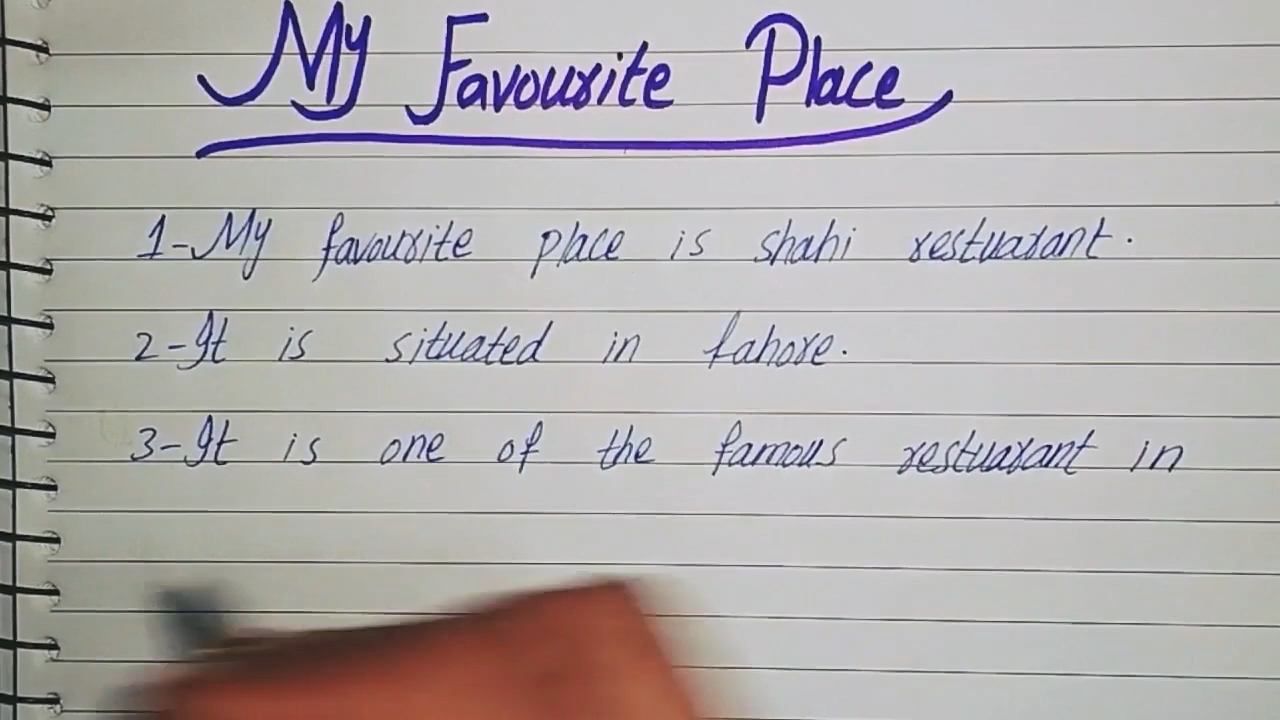 My Favourite Place
1-My favourite place is shahi restuarant.
2-It is situated in Lahore.
3-It is one of the famous restuarant in